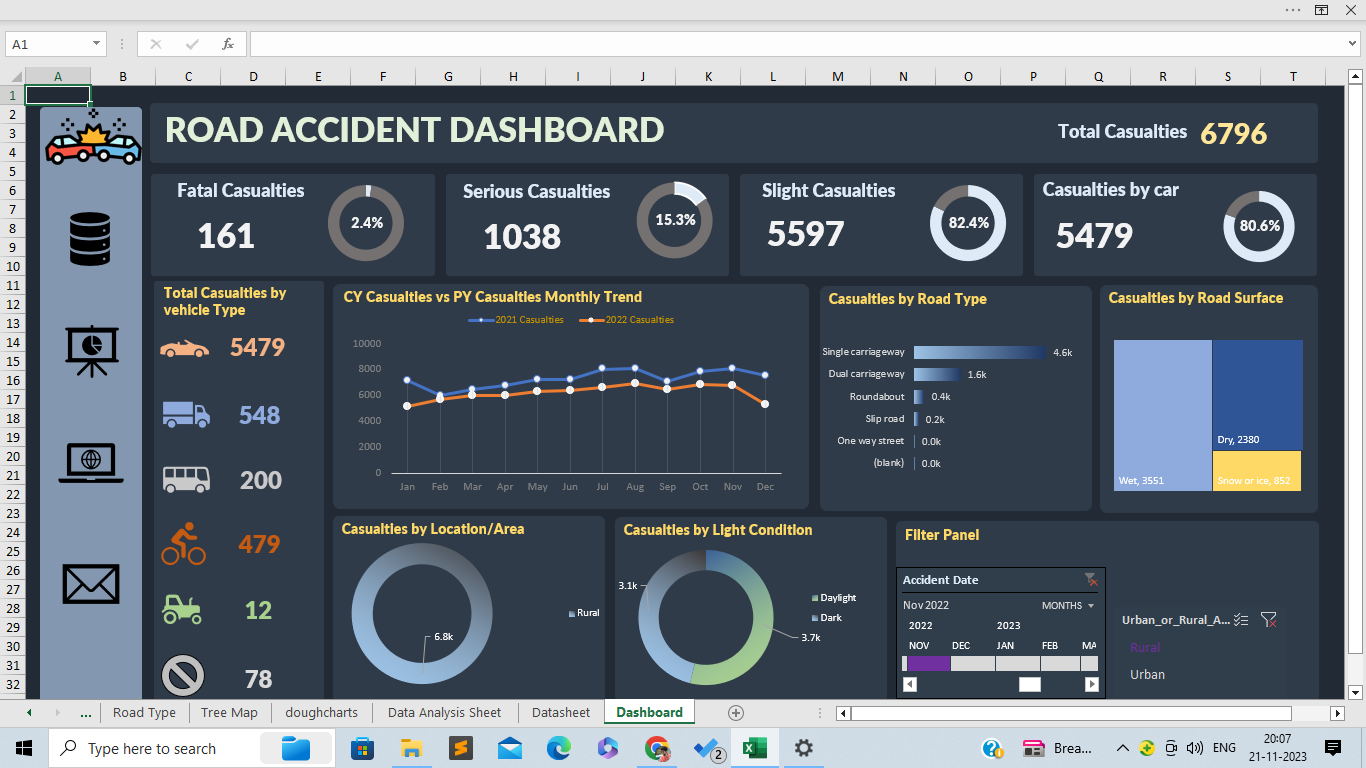 A1
fx
A B C D E F G H I J K L M N O P Q R S T
1
2
3
4
5
6
7
8
9
10
11
12
13
14
15
16
17
18
19
20
21
22
23
24
25
26
27
28
29
30
31
32
ROAD ACCIDENT DASHBOARD
Total Casualties 6796
Fatal Casualties
161
2.4%
Serious Casualties
1038
15.3%
Slight Casualties
5597
82.4%
Casualties by car
5479
80.6%
Total Casualties by
vehicle Type
5479
548
200
479
12
78
CY Casualties vs PY Casualties Monthly Trend
2021 Casualties 2022 Casualties
10000
8000
6000
4000
2000
0
Jan Feb Mar Apr May Jun Jul Aug Sep Oct Nov Dec
Casualties by Road Type
Single carriageway 4.6k
Dual carriageway 1.6k
Roundabout 0.4k
Slip road 0.2k
One way street 0.0k
(blank) 0.0k
Casualties by Road Surface
Dry, 2380
Wet, 3551
Snow or ice, 852
Casualties by Location/Area
Rural
6.8k
Casualties by Light Condition
3.1k
Daylight
Dark
3.7k
Filter Panel
Accident Date
Nov 2022 MONTHS
2022 2023
NOV DEC JAN FEB MA
Urban_or_Rural_A...
Rural
Urban
... Road Type Tree Map doughcharts Data Analysis Sheet Datasheet Dashboard
Type here to search
2
Brea...
ENG
20:07
21-11-2023